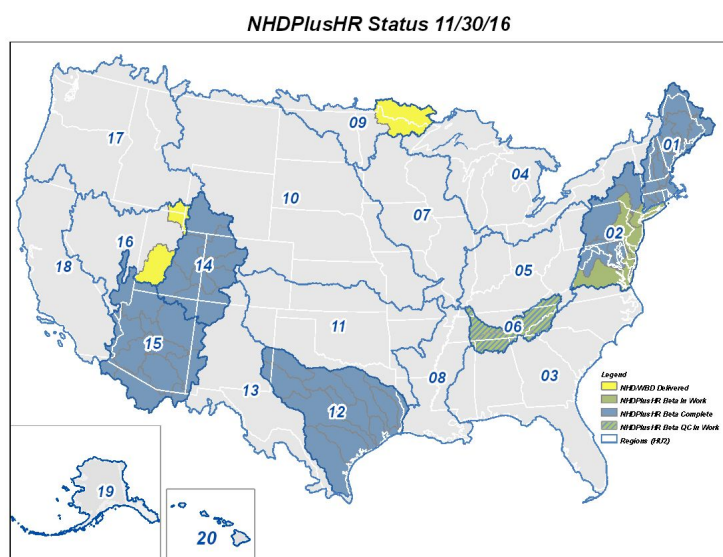 NHDPlusHR Status 11/30/16
01
09
17
04
10
07
02
16
18
14
05
11
06
15
08
03
13
12
Legend
NHD/WBD Delivered
NHDPlusHR Beta In Work
NHDPlusHR Beta Complete
NHDPlusHR Beta QC In Work
Regions (HU2)
19
20